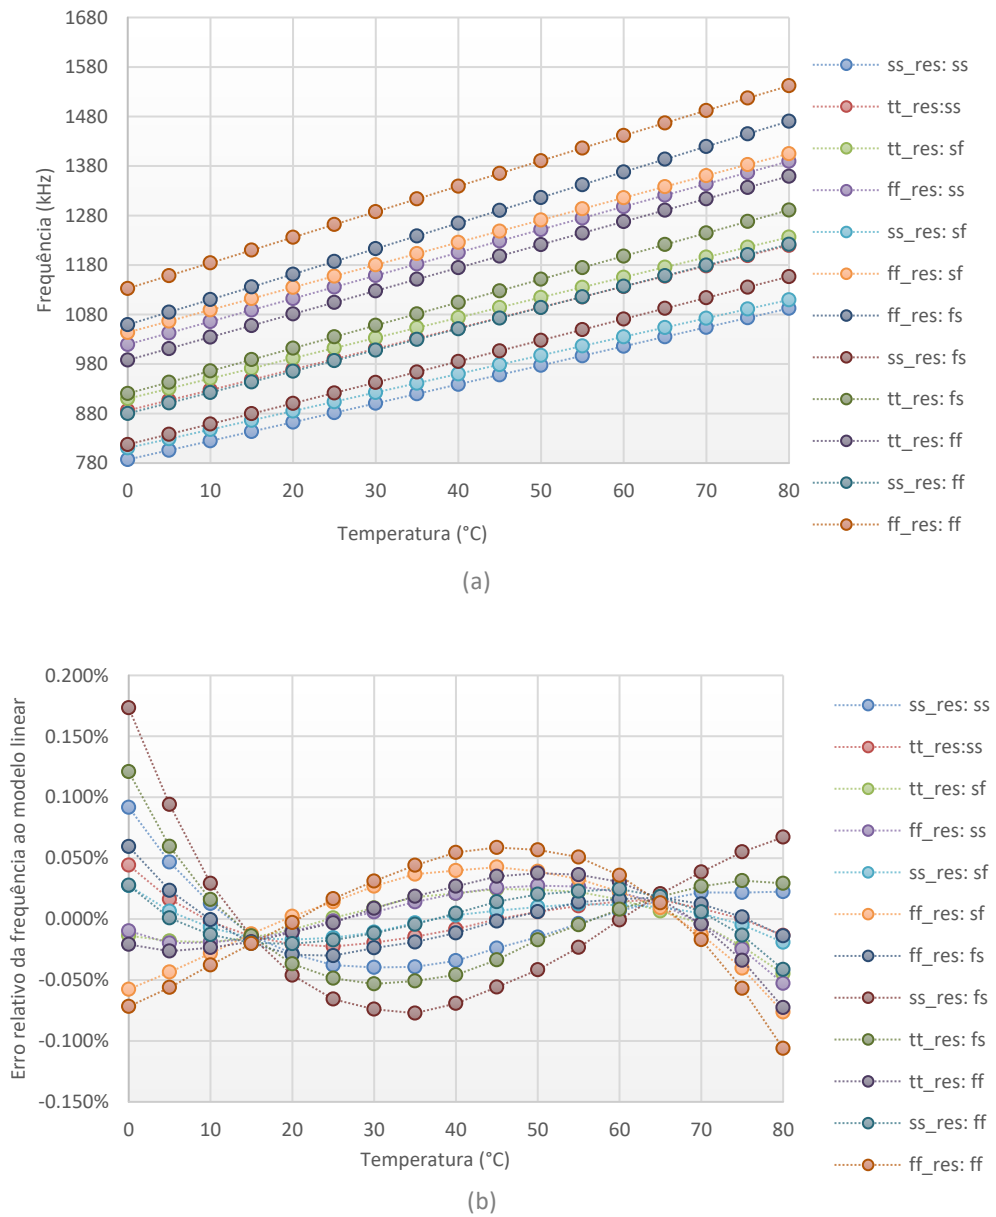 1680
1580
1480
1380
1280
1180
1080
980
880
780
Frequência (kHz)
0 10 20 30 40 50 60 70 80
Temperatura (°C)
ss_res: ss
tt_res:ss
tt_res: sf
ff_res: ss
ss_res: sf
ff_res: sf
ff_res: fs
ss_res: fs
tt_res: fs
tt_res: ff
ss_res: ff
ff_res: ff
(a)
0.200%
0.150%
0.100%
0.050%
0.000%
-0.050%
-0.100%
-0.150%
Erro relativo da frequência ao modelo linear
0 10 20 30 40 50 60 70 80
Temperatura (°C)
ss_res: ss
tt_res:ss
tt_res: sf
ff_res: ss
ss_res: sf
ff_res: sf
ff_res: fs
ss_res: fs
tt_res: fs
tt_res: ff
ss_res: ff
ff_res: ff
(b)